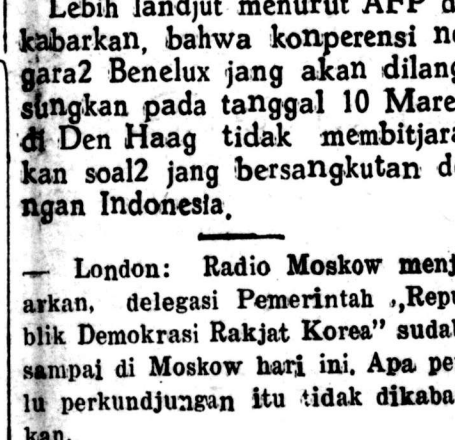 Lebih landjut menurut AFP d
kabarkan, bahwa konperensi ne
gara2 Benelux jang akan dilang
sungkan pada tanggal 10 Mare
di Den Haag tidak membitjara
kan soal2 jang bersangkutan de
ngan Indonesia.
— London: Radio Moskow menj
arkan, delegasi Pemerintah „Repu
blik Demokrasi Rakjat Korea” sudal
sampai di Moskow hari ini. Apa pe
lu perkundjungan itu tidak dikaba
kan.